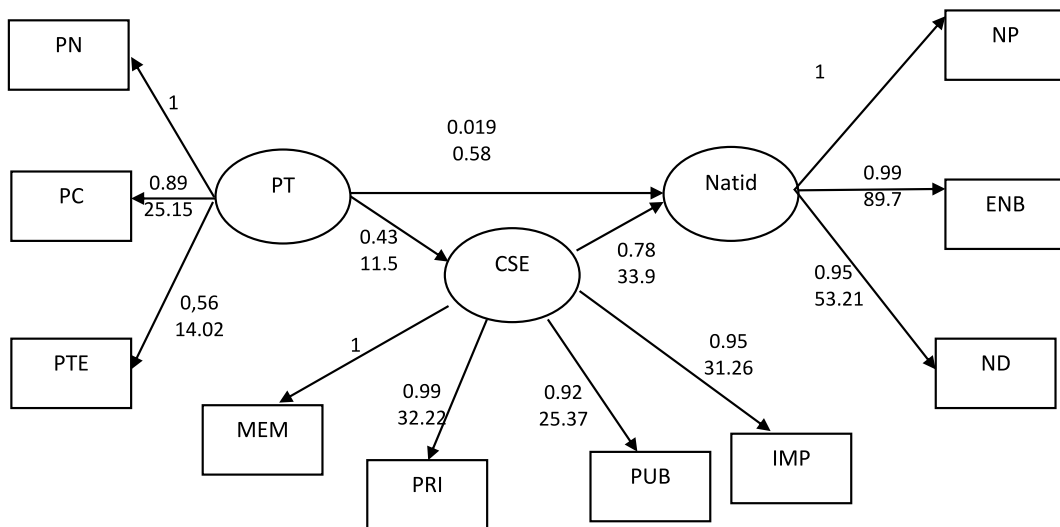 PN
NP
1
1
0.019
0.58
PC
0.89
25.15
PT
Natid
0.99
89.7
ENB
0.43
11.5
CSE
0.78
33.9
0.95
53.21
0,56
14.02
PTE
1
0.99
32.22
0.92
25.37
0.95
31.26
ND
MEM
PRI
PUB
IMP